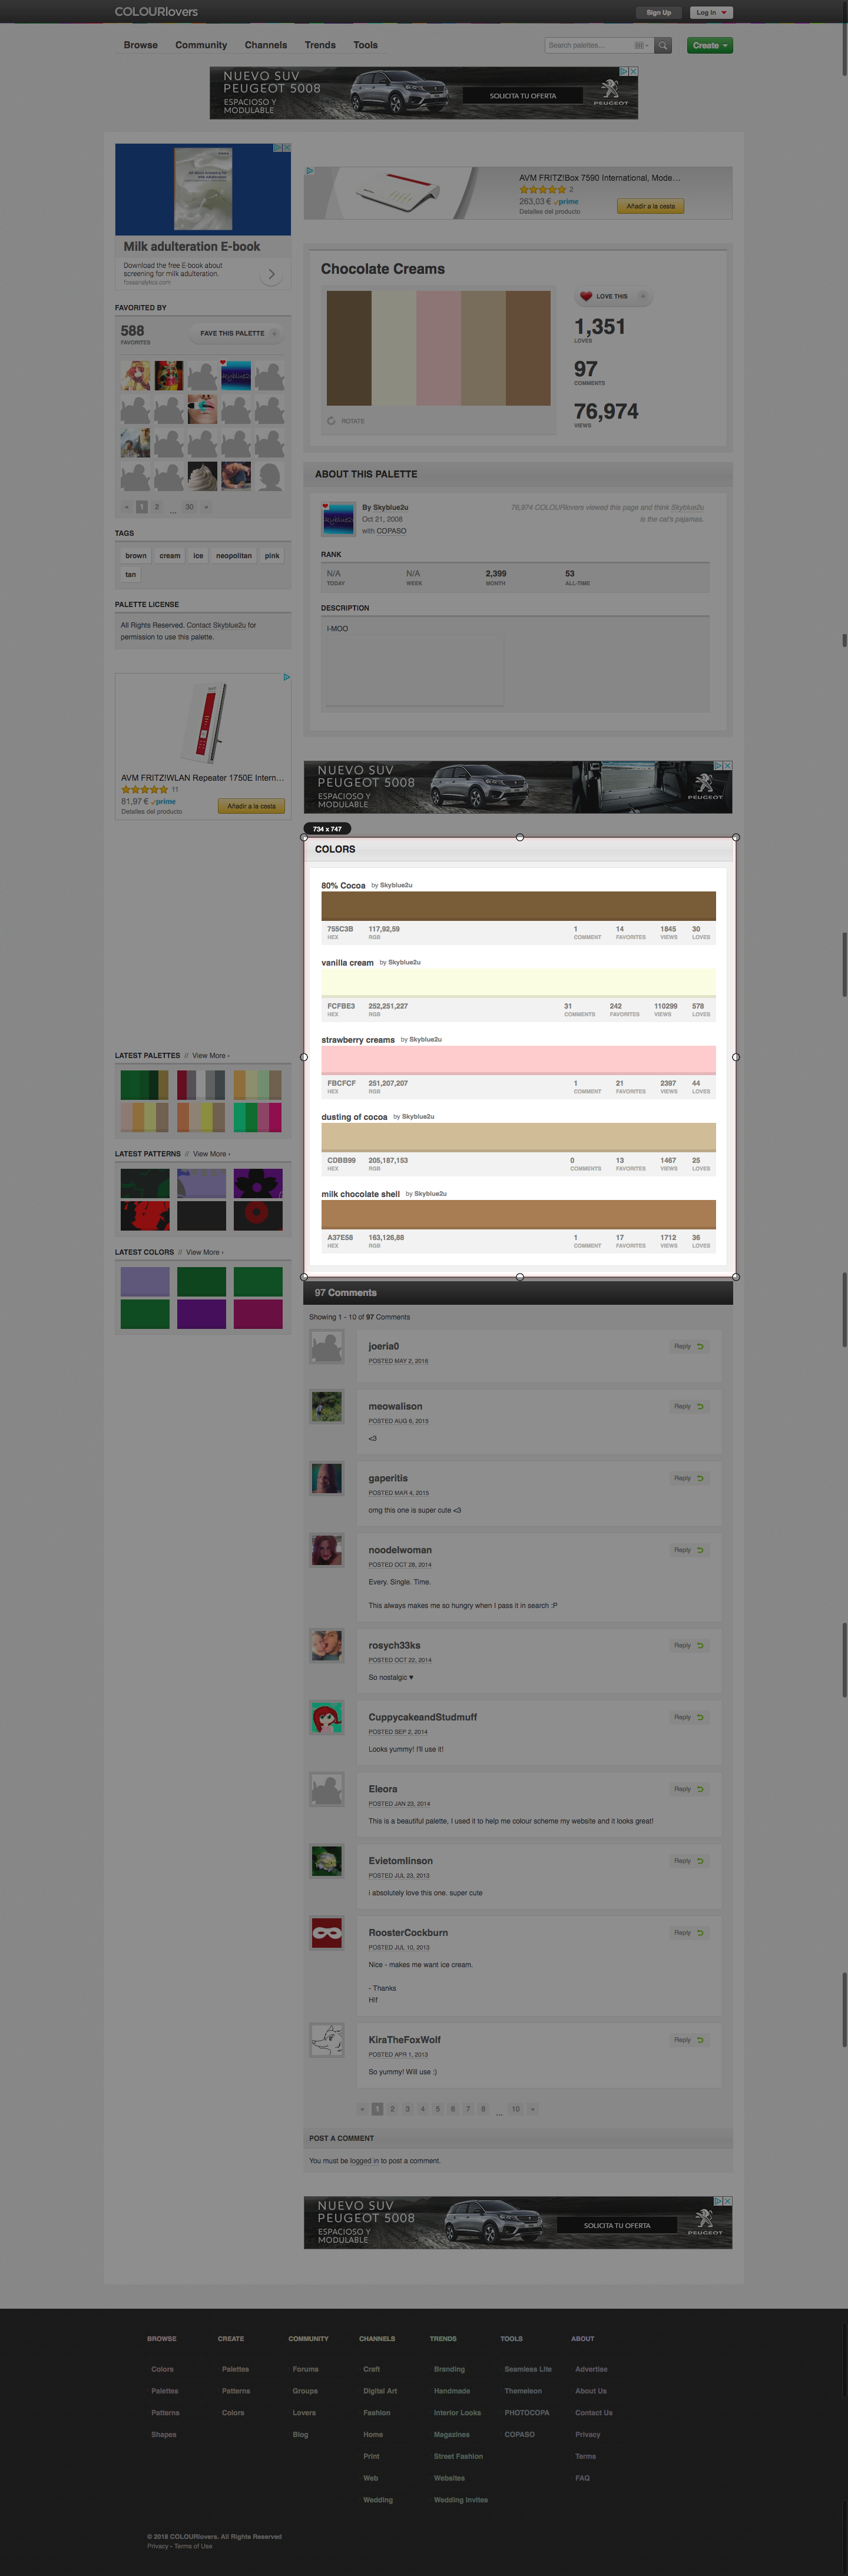 COLOURlovers
Sign Up
Log In
Browse Community Channels Trends Tools
Search palettes...
Create
NUEVO SUV
PEUGEOT 5008
ESPACIOSO Y
MODULABLE
SOLICITA TU OFERTA
PEUGEOT
Milk adulteration E-book
Download the free E-book about
screening for milk adulteration.
fossanalytics.com
AVM FRITZ!Box 7590 International, Mode...
2
263,03 € prime
Detalles del producto
Añadir a la cesta
FAVORITED BY
588
FAVORITES
FAVE THIS PALETTE
« 1 2 ... 30 »
TAGS
brown cream ice neopolitan pink
tan
PALETTE LICENSE
All Rights Reserved. Contact Skyblue2u for
permission to use this palette.
AVM FRITZ!WLAN Repeater 1750E Intern...
11
81,97 € prime
Detalles del producto
Añadir a la cesta
Chocolate Creams
LOVE THIS
1,351
LOVES
97
COMMENTS
76,974
VIEWS
ROTATE
ABOUT THIS PALETTE
By Skyblue2u
Oct 21, 2008
with COPASO
76,974 COLOURlovers viewed this page and think Skyblue2u
is the cat's pajamas.
RANK
N/A N/A 2,399 53
TODAY WEEK MONTH ALL-TIME
DESCRIPTION
I-MOO
NUEVO SUV
PEUGEOT 5008
ESPACIOSO Y
MODULABLE
PEUGEOT
734 x 747
COLORS
80% Cocoa by Skyblue2u
755C3B 117,92,59 1 14 1845 30
HEX RGB COMMENT FAVORITES VIEWS LOVES
vanilla cream by Skyblue2u
FCFBE3 252,251,227 31 242 110299 578
HEX RGB COMMENTS FAVORITES VIEWS LOVES
strawberry creams by Skyblue2u
FBCFCF 251,207,207 1 21 2397 44
HEX RGB COMMENT FAVORITES VIEWS LOVES
dusting of cocoa by Skyblue2u
CDBB99 205,187,153 0 13 1467 25
HEX RGB COMMENTS FAVORITES VIEWS LOVES
milk chocolate shell by Skyblue2u
A37E58 163,126,88 1 17 1712 36
HEX RGB COMMENT FAVORITES VIEWS LOVES
LATEST PALETTES // View More ›
LATEST PATTERNS // View More ›
LATEST COLORS // View More ›
97 Comments
Showing 1 - 10 of 97 Comments
joeria0
Reply
POSTED MAY 2, 2016
meowalison
Reply
POSTED AUG 6, 2015
<3
gaperitis
Reply
POSTED MAR 4, 2015
omg this one is super cute <3
noodelwoman
Reply
POSTED OCT 28, 2014
Every. Single. Time.
This always makes me so hungry when I pass it in search :P
rosych33ks
Reply
POSTED OCT 22, 2014
So nostalgic ♥
CuppycakeandStudmuff
Reply
POSTED SEP 2, 2014
Looks yummy! I'll use it!
Eleora
Reply
POSTED JAN 23, 2014
This is a beautiful palette, I used it to help me colour scheme my website and it looks great!
Evietomlinson
Reply
POSTED JUL 23, 2013
i absolutely love this one. super cute
RoosterCockburn
Reply
POSTED JUL 10, 2013
Nice - makes me want ice cream.
- Thanks
Hif
KiraTheFoxWolf
Reply
POSTED APR 1, 2013
So yummy! Will use :)
« 1 2 3 4 5 6 7 8 ... 10 »
POST A COMMENT
You must be logged in to post a comment.
NUEVO SUV
PEUGEOT 5008
ESPACIOSO Y
MODULABLE
SOLICITA TU OFERTA
PEUGEOT
BROWSE CREATE COMMUNITY CHANNELS TRENDS TOOLS ABOUT
Colors Palettes Forums Craft Branding Seamless Lite Advertise
Palettes Patterns Groups Digital Art Handmade Themeleon About Us
Patterns Colors Lovers Fashion Interior Looks PHOTOCOPA Contact Us
Shapes Blog Home Magazines COPASO Privacy
Print Street Fashion Terms
Web Websites FAQ
Wedding Wedding Invites
© 2018 COLOURlovers. All Rights Reserved
Privacy - Terms of Use